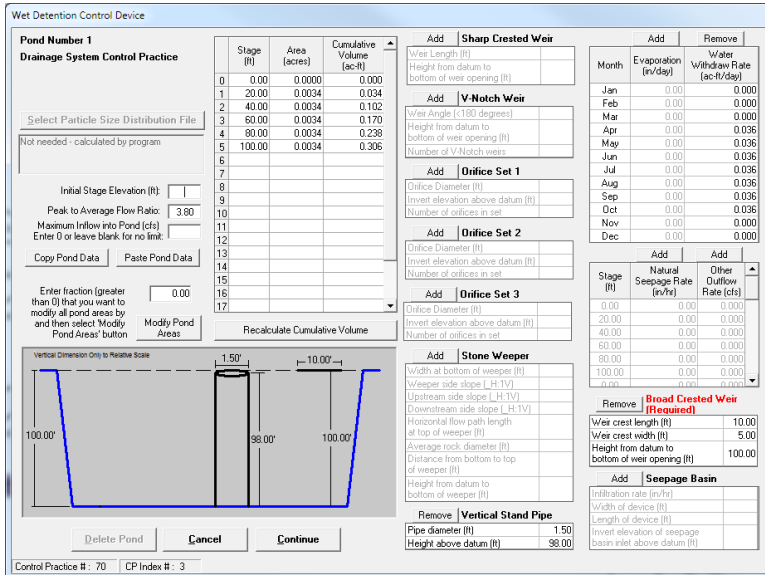 Wet Detention Control Device
Pond Number 1
Drainage System Control Practice
Select Particle Size Distribution File
Not needed - calculated by program
Initial Stage Elevation (ft):
Peak to Average Flow Ratio: 3.80
Maximum Inflow into Pond (cfs)
Enter 0 or leave blank for no limit:
Copy Pond Data Paste Pond Data
Enter fraction (greater
than 0) that you want to
modify all pond areas by
and then select 'Modify
Pond Areas' button
0.00
Modify Pond
Areas
Stage (ft) Area (acres) Cumulative Volume (ac-ft)
0 0.00 0.0000 0.000
1 20.00 0.0034 0.034
2 40.00 0.0034 0.102
3 60.00 0.0034 0.170
4 80.00 0.0034 0.238
5 100.00 0.0034 0.306
6
7
8
9
10
11
12
13
14
15
16
17
Recalculate Cumulative Volume
Vertical Dimension Only to Relative Scale
1.50'
10.00'
100.00'
98.00'
100.00'
Delete Pond Cancel Continue
Control Practice # : 70 CP Index # : 3
Add Sharp Crested Weir
Weir Length (ft)
Height from datum to
bottom of weir opening (ft)
Add V-Notch Weir
Weir Angle (<180 degrees)
Height from datum to
bottom of weir opening (ft)
Number of V-Notch weirs
Add Orifice Set 1
Orifice Diameter (ft)
Invert elevation above datum (ft)
Number of orifices in set
Add Orifice Set 2
Orifice Diameter (ft)
Invert elevation above datum (ft)
Number of orifices in set
Add Orifice Set 3
Orifice Diameter (ft)
Invert elevation above datum (ft)
Number of orifices in set
Add Stone Weeper
Width at bottom of weeper (ft)
Weeper side slope (_H:1V)
Upstream side slope (_H:1V)
Downstream side slope (_H:1V)
Horizontal flow path length
at top of weeper (ft)
Average rock diameter (ft)
Distance from bottom to top
of weeper (ft)
Height from datum to
bottom of weeper (ft)
Remove Vertical Stand Pipe
Pipe diameter (ft) 1.50
Height above datum (ft) 98.00
Add Remove
Month Evaporation (in/day) Water Withdraw Rate (ac-ft/day)
Jan 0.00 0.000
Feb 0.00 0.000
Mar 0.00 0.000
Apr 0.00 0.036
May 0.00 0.036
Jun 0.00 0.036
Jul 0.00 0.036
Aug 0.00 0.036
Sep 0.00 0.036
Oct 0.00 0.036
Nov 0.00 0.000
Dec 0.00 0.000
Add Add
Stage (ft) Natural Seepage Rate (in/hr) Other Outflow Rate (cfs)
0.00 0.00 0.000
20.00 0.00 0.000
40.00 0.00 0.000
60.00 0.00 0.000
80.00 0.00 0.000
100.00 0.00 0.000
0.00 0.00 0.000
Remove Broad Crested Weir
(Required)
Weir crest length (ft) 10.00
Weir crest width (ft) 5.00
Height from datum to
bottom of weir opening (ft) 100.00
Add Seepage Basin
Infiltration rate (in/hr)
Width of device (ft)
Length of device (ft)
Invert elevation of seepage
basin inlet above datum (ft)